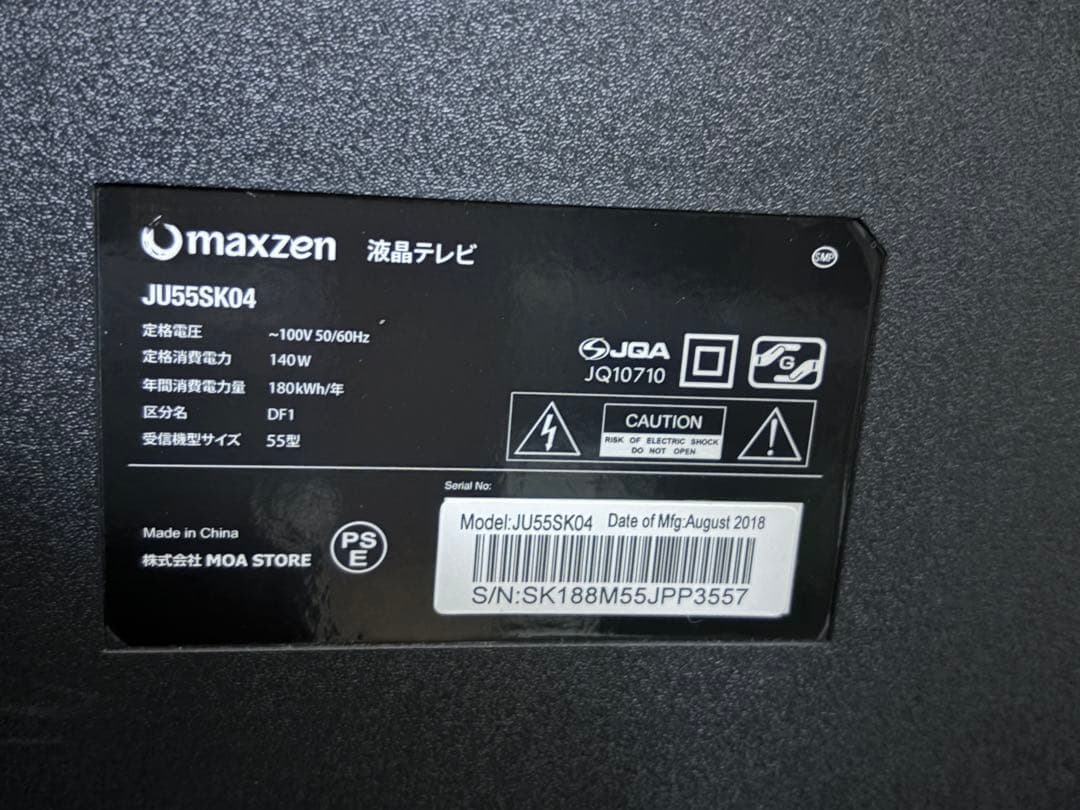 maxzen 液晶テレビ
SMP
JU55SK04
定格電圧 ~100V 50/60Hz
定格消費電力 140W
年間消費電力量 180kWh/年
区分名 DF1
受信機型サイズ 55型
JQA
JQ10710
G
CAUTION
RISK OF ELECTRIC SHOCK
DO NOT OPEN
Serial No:
Made in China
株式会社 MOA STORE
PS
E
Model:JU55SK04 Date of Mfg:August 2018
S/N:SK188M55JPP3557